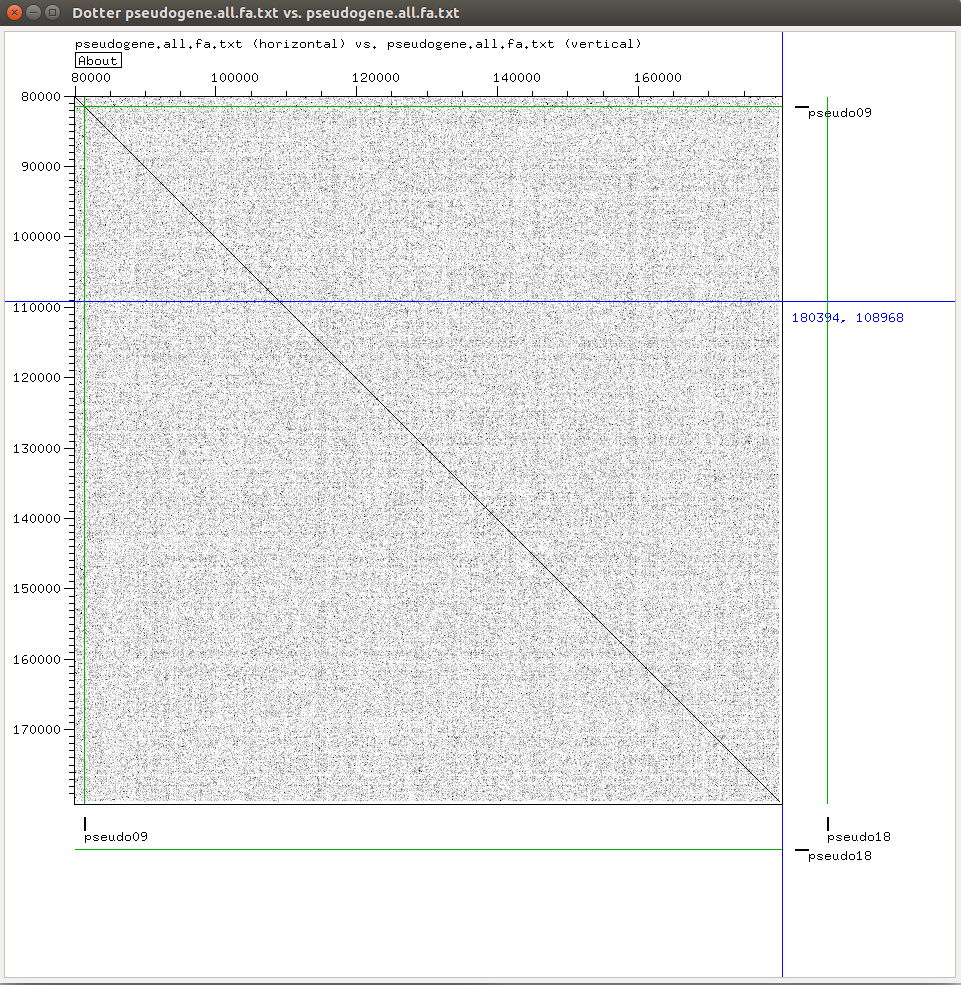 Dotter pseudogene.all.fa.txt vs. pseudogene.all.fa.txt
pseudogene.all.fa.txt (horizontal) vs. pseudogene.all.fa.txt (vertical)
About
80000 100000 120000 140000 160000
80000
pseudo09
90000
100000
110000
180394, 108968
120000
130000
140000
150000
160000
170000
pseudo09 pseudo18
pseudo18